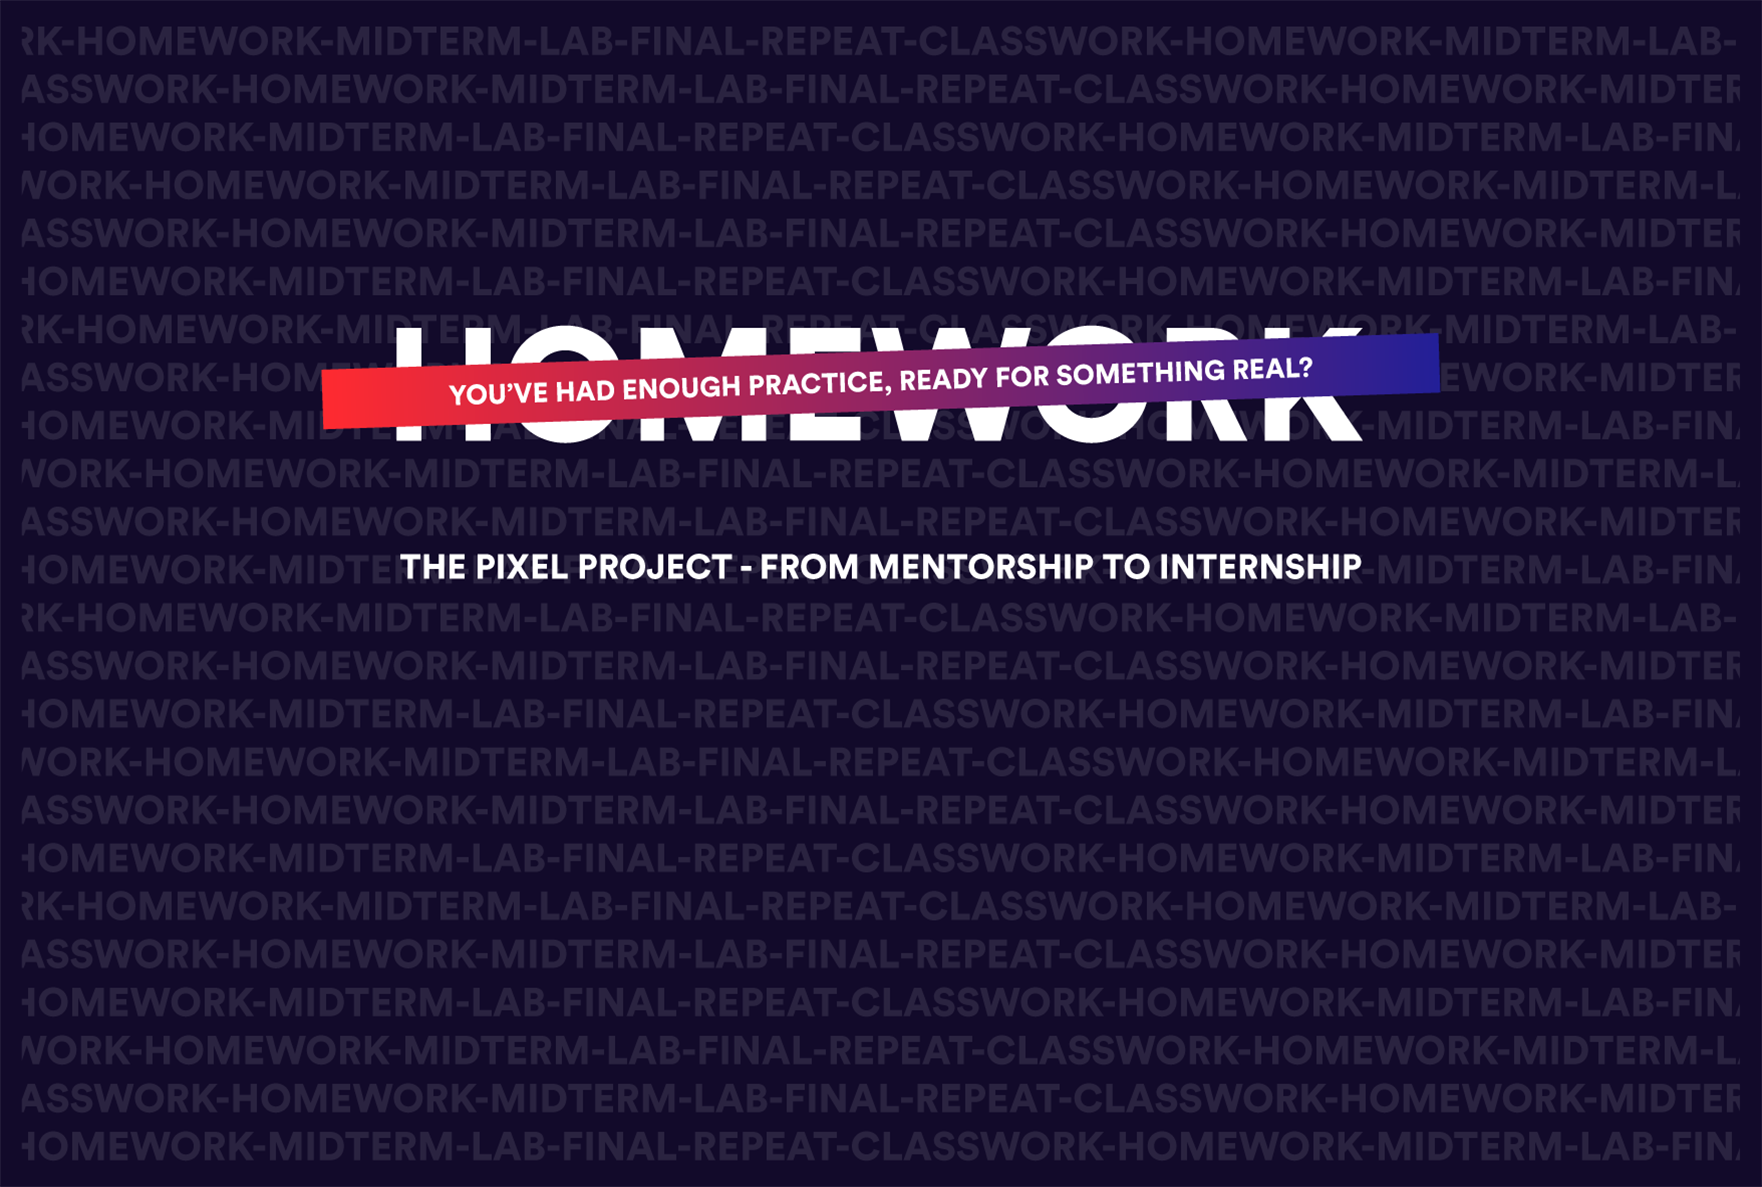 RK-HOMEWORK-MIDTERM-LAB-FINAL-REPEAT-CLASSWORK-HOMEWORK-MIDTERM-LAB-
ASSWORK-HOMEWORK-MIDTERM-LAB-FINAL-REPEAT-CLASSWORK-HOMEWORK-MIDTER
HOMEWORK-MIDTERM-LAB-FINAL-REPEAT-CLASSWORK-HOMEWORK-MIDTERM-LAB-FIN
WORK-HOMEWORK-MIDTERM-LAB-FINAL-REPEAT-CLASSWORK-HOMEWORK-MIDTERM-L
ASSWORK-HOMEWORK-MIDTERM-LAB-FINAL-REPEAT-CLASSWORK-HOMEWORK-MIDTER
HOMEWORK-MIDTERM-LAB-FINAL-REPEAT-CLASSWORK-HOMEWORK-MIDTERM-LAB-FIN
RK-HOMEWORK-MIDTERM-LAB-FINAL-REPEAT-CLASSWORK-HOMEWORK-MIDTERM-LAB-
HOMEWORK
YOU’VE HAD ENOUGH PRACTICE, READY FOR SOMETHING REAL?
WORK-HOMEWORK-MIDTERM-LAB-FINAL-REPEAT-CLASSWORK-HOMEWORK-MIDTERM-L
ASSWORK-HOMEWORK-MIDTERM-LAB-FINAL-REPEAT-CLASSWORK-HOMEWORK-MIDTER
THE PIXEL PROJECT - FROM MENTORSHIP TO INTERNSHIP
RK-HOMEWORK-MIDTERM-LAB-FINAL-REPEAT-CLASSWORK-HOMEWORK-MIDTERM-LAB-
ASSWORK-HOMEWORK-MIDTERM-LAB-FINAL-REPEAT-CLASSWORK-HOMEWORK-MIDTER
HOMEWORK-MIDTERM-LAB-FINAL-REPEAT-CLASSWORK-HOMEWORK-MIDTERM-LAB-FIN
WORK-HOMEWORK-MIDTERM-LAB-FINAL-REPEAT-CLASSWORK-HOMEWORK-MIDTERM-L
ASSWORK-HOMEWORK-MIDTERM-LAB-FINAL-REPEAT-CLASSWORK-HOMEWORK-MIDTER
HOMEWORK-MIDTERM-LAB-FINAL-REPEAT-CLASSWORK-HOMEWORK-MIDTERM-LAB-FIN
RK-HOMEWORK-MIDTERM-LAB-FINAL-REPEAT-CLASSWORK-HOMEWORK-MIDTERM-LAB-
ASSWORK-HOMEWORK-MIDTERM-LAB-FINAL-REPEAT-CLASSWORK-HOMEWORK-MIDTER
HOMEWORK-MIDTERM-LAB-FINAL-REPEAT-CLASSWORK-HOMEWORK-MIDTERM-LAB-FIN
WORK-HOMEWORK-MIDTERM-LAB-FINAL-REPEAT-CLASSWORK-HOMEWORK-MIDTERM-L
ASSWORK-HOMEWORK-MIDTERM-LAB-FINAL-REPEAT-CLASSWORK-HOMEWORK-MIDTER
HOMEWORK-MIDTERM-LAB-FINAL-REPEAT-CLASSWORK-HOMEWORK-MIDTERM-LAB-FIN